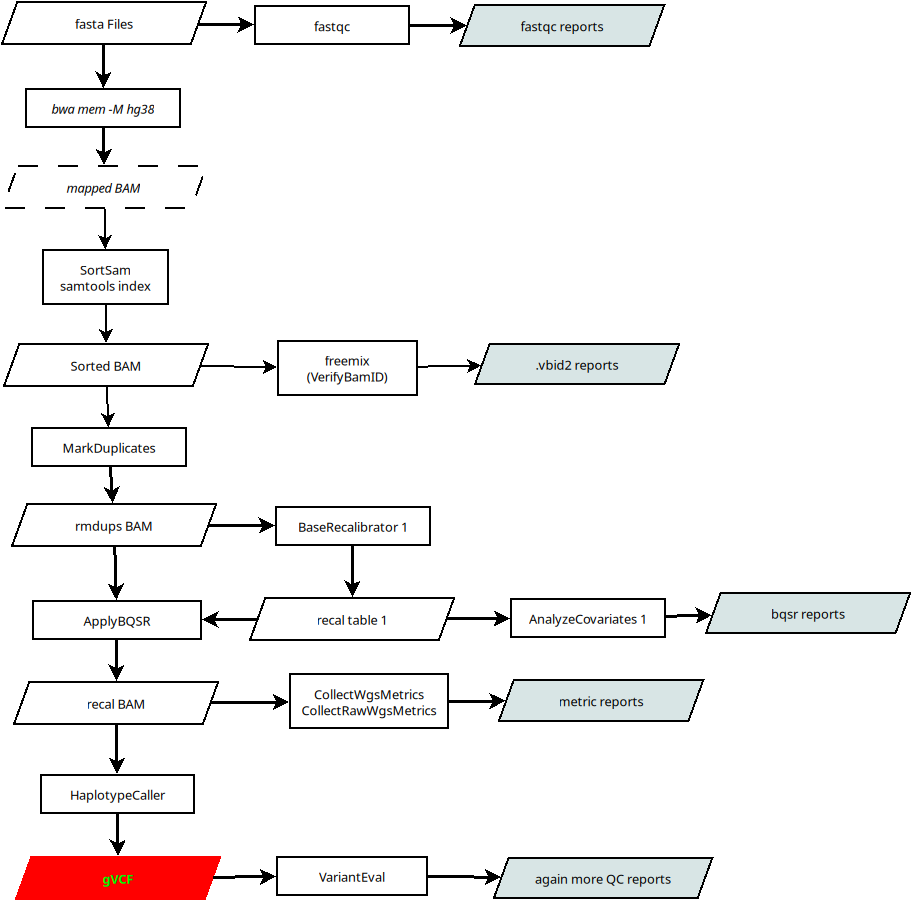 fasta Files
fastqc
fastqc reports
bwa mem -M hg38
mapped BAM
SortSam
samtools index
Sorted BAM
freemix
(VerifyBamID)
.vbid2 reports
MarkDuplicates
rmdups BAM
BaseRecalibrator 1
ApplyBQSR
recal table 1
AnalyzeCovariates 1
bqsr reports
recal BAM
CollectWgsMetrics
CollectRawWgsMetrics
metric reports
HaplotypeCaller
gVCF
VariantEval
again more QC reports